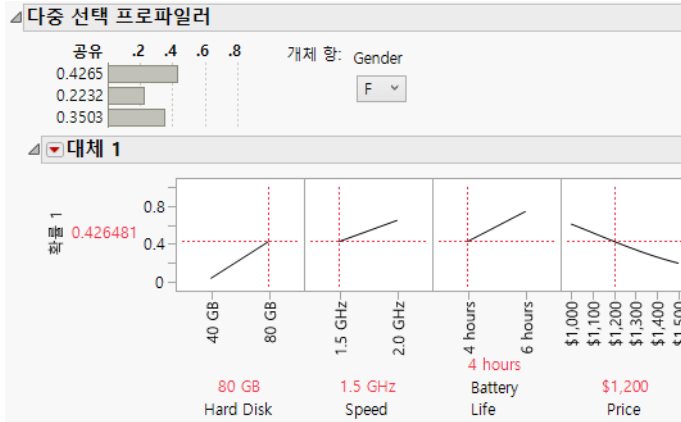 다중 선택 프로파일러
공유 .2 .4 .6 .8
0.4265
0.2232
0.3503
개체 항: Gender
F
대체 1
확률 1
0.426481
0.8
0.4
0
40 GB
80 GB
1.5 GHz
2.0 GHz
4 hours
6 hours
$1,000
$1,100
$1,200
$1,300
$1,400
$1,500
80 GB
Hard Disk
1.5 GHz
Speed
4 hours
Battery
Life
$1,200
Price